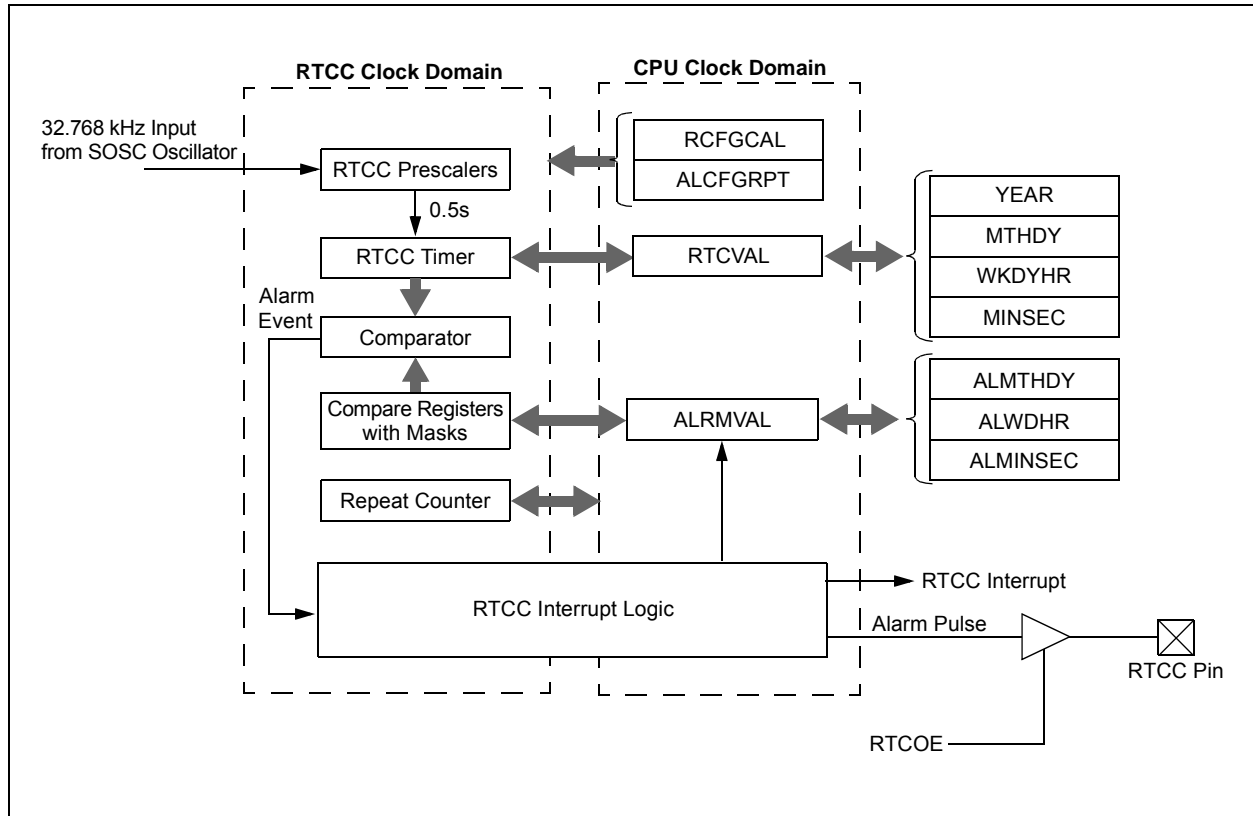 RTCC Clock Domain
CPU Clock Domain
32.768 kHz Input
from SOSC Oscillator
RTCC Prescalers
0.5s
RTCC Timer
Alarm
Event
Comparator
Compare Registers
with Masks
Repeat Counter
RCFGCAL
ALCFGRPT
RTCVAL
YEAR
MTHDY
WKDYHR
MINSEC
ALRMVAL
ALMTHDY
ALWDHR
ALMINSEC
RTCC Interrupt Logic
RTCC Interrupt
Alarm Pulse
RTCC Pin
RTCOE